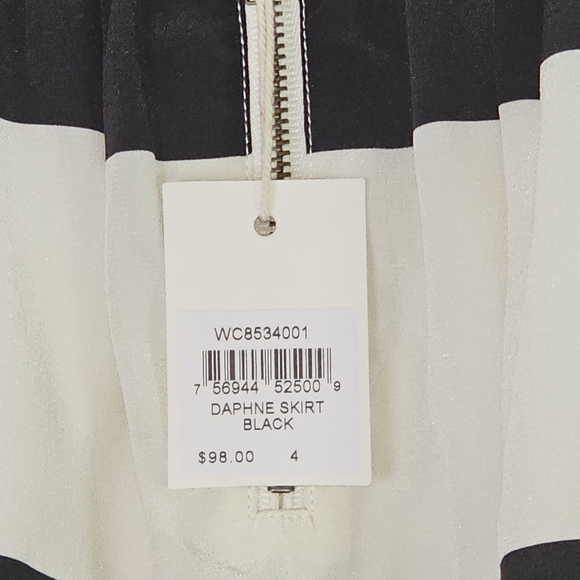 WC8534001
7 56944 52500 9
DAPHNE SKIRT
BLACK
$98.00 4